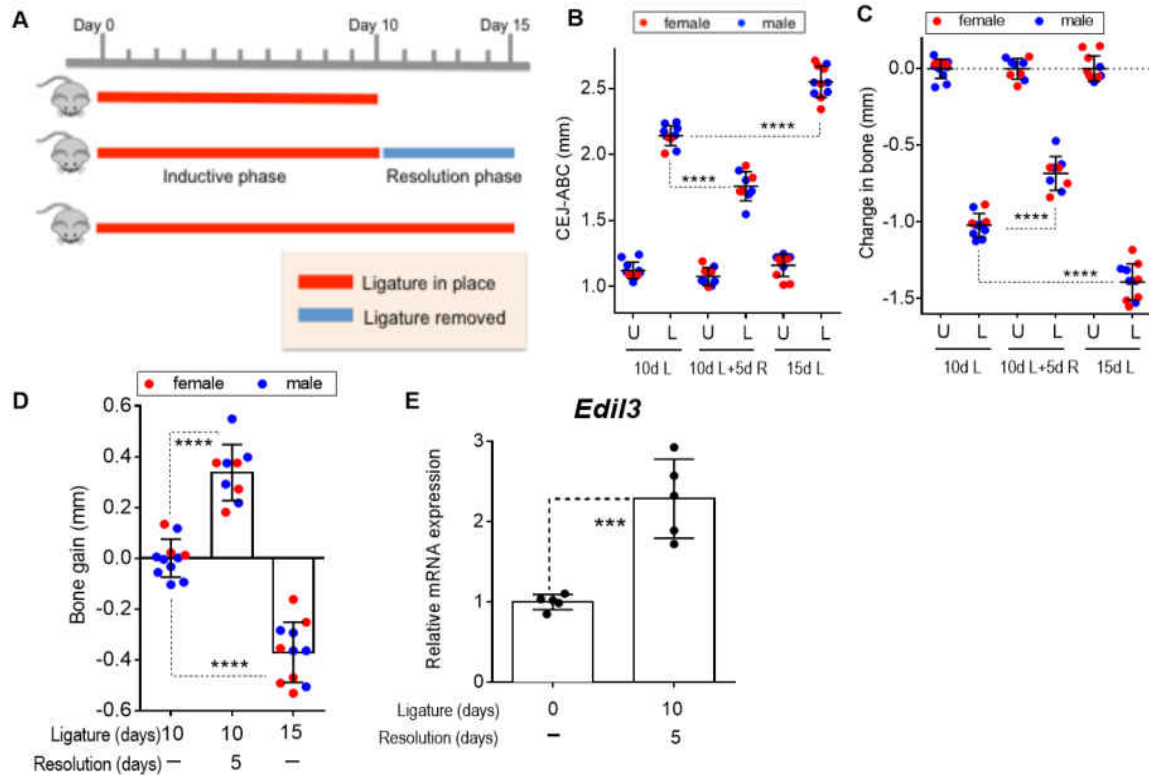 A
Day 0
Day 10
Day 15
Inductive phase
Resolution phase
Ligature in place
Ligature removed
B
female
male
CEJ-ABC (mm)
2.5
2.0
1.5
1.0
****
****
U L U L U L
10d L 10d L+5d R 15d L
C
female
male
Change in bone (mm)
0.0
-0.5
-1.0
-1.5
****
****
U L U L U L
10d L 10d L+5d R 15d L
D
female
male
Bone gain (mm)
0.6
0.4
0.2
0.0
-0.2
-0.4
-0.6
****
****
Ligature (days) 10 10 15
Resolution (days) – 5 –
E
Edil3
Relative mRNA expression
3
2
1
0
***
Ligature (days) 0 10
Resolution (days) – 5